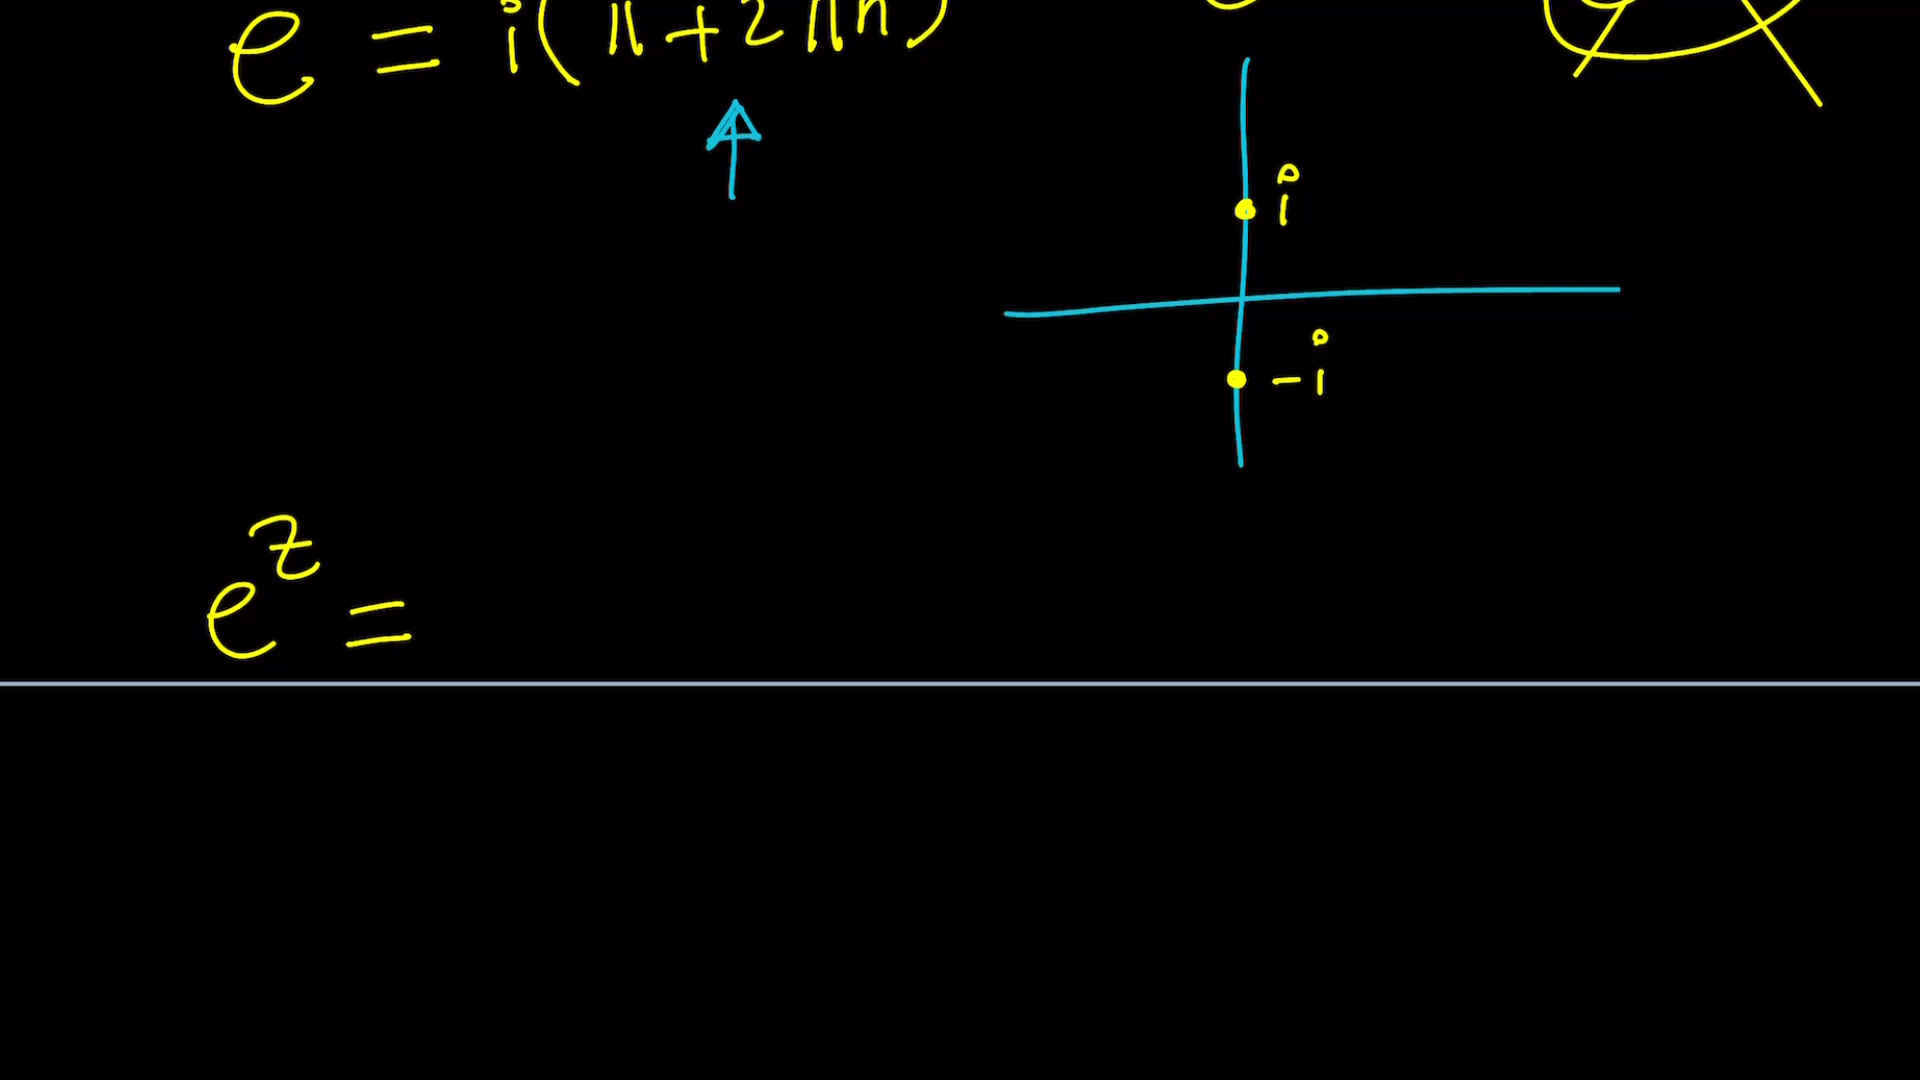 e = i(π + 2πn)
i
-i
e^z =